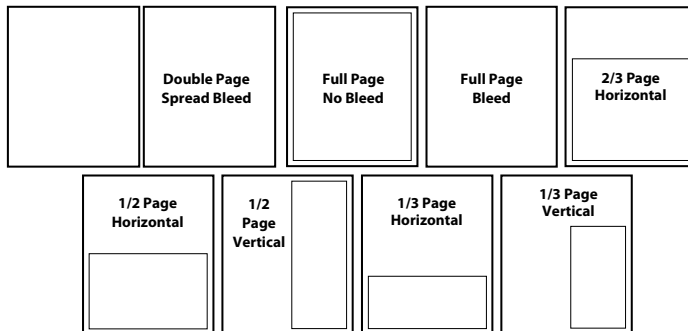 Double Page
Spread Bleed
Full Page
No Bleed
Full Page
Bleed
2/3 Page
Horizontal
1/2 Page
Horizontal
1/2
Page
Vertical
1/3 Page
Horizontal
1/3 Page
Vertical